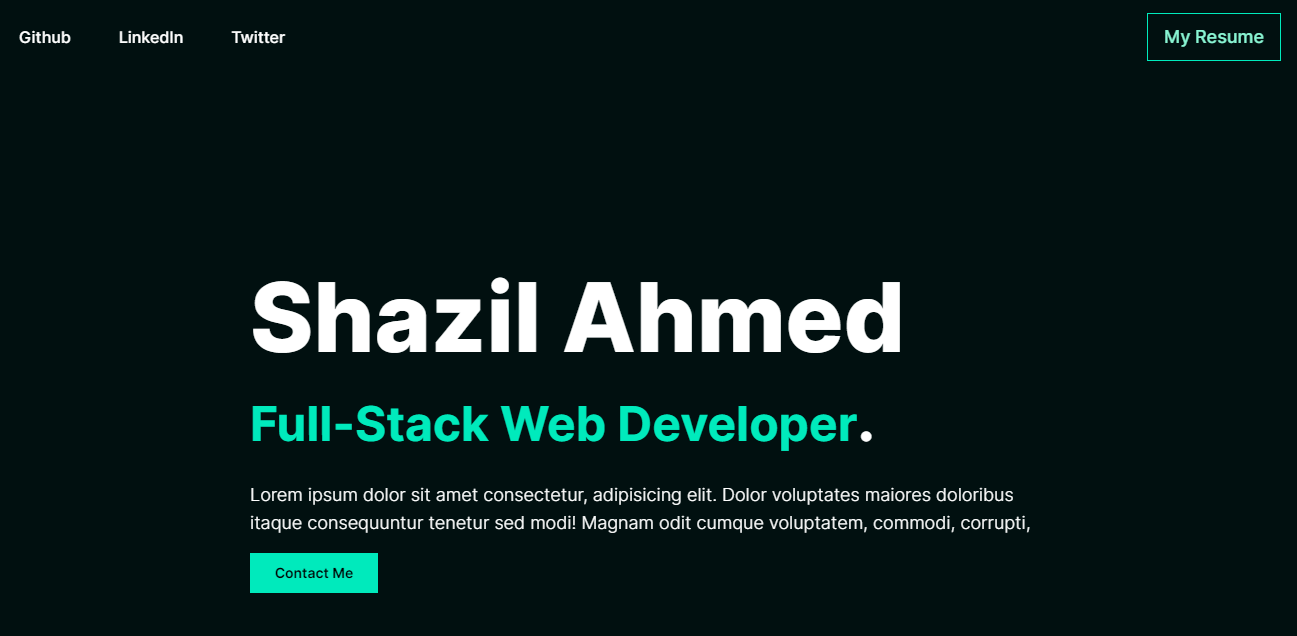 Github LinkedIn Twitter My Resume
Shazil Ahmed
Full-Stack Web Developer.
Lorem ipsum dolor sit amet consectetur, adipisicing elit. Dolor voluptates maiores doloribus
itaque consequuntur tenetur sed modi! Magnam odit cumque voluptatem, commodi, corrupti,
Contact Me